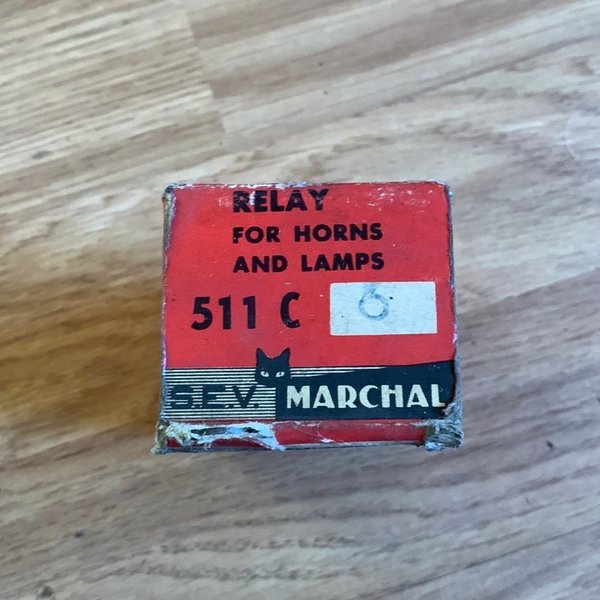 RELAY
FOR HORNS
AND LAMPS
511 C 6
S.E.V. MARCHAL